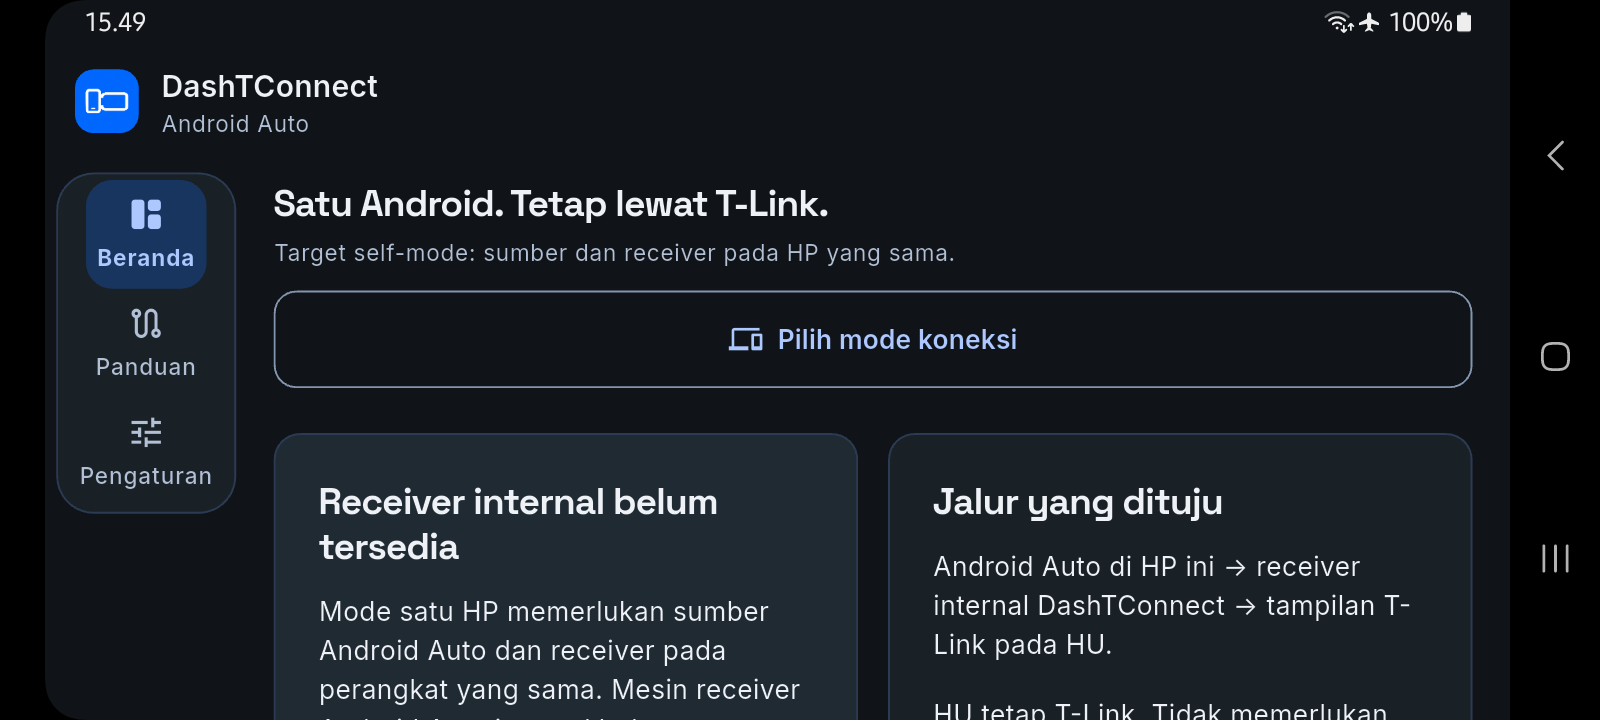 15.49
100%
DashTConnect
Android Auto
Beranda
Panduan
Pengaturan
Satu Android. Tetap lewat T-Link.
Target self-mode: sumber dan receiver pada HP yang sama.
Pilih mode koneksi
Receiver internal belum
tersedia
Mode satu HP memerlukan sumber
Android Auto dan receiver pada
perangkat yang sama. Mesin receiver
Jalur yang dituju
Android Auto di HP ini → receiver
internal DashTConnect → tampilan T-
Link pada HU.
HU tetap T-Link. Tidak memerlukan